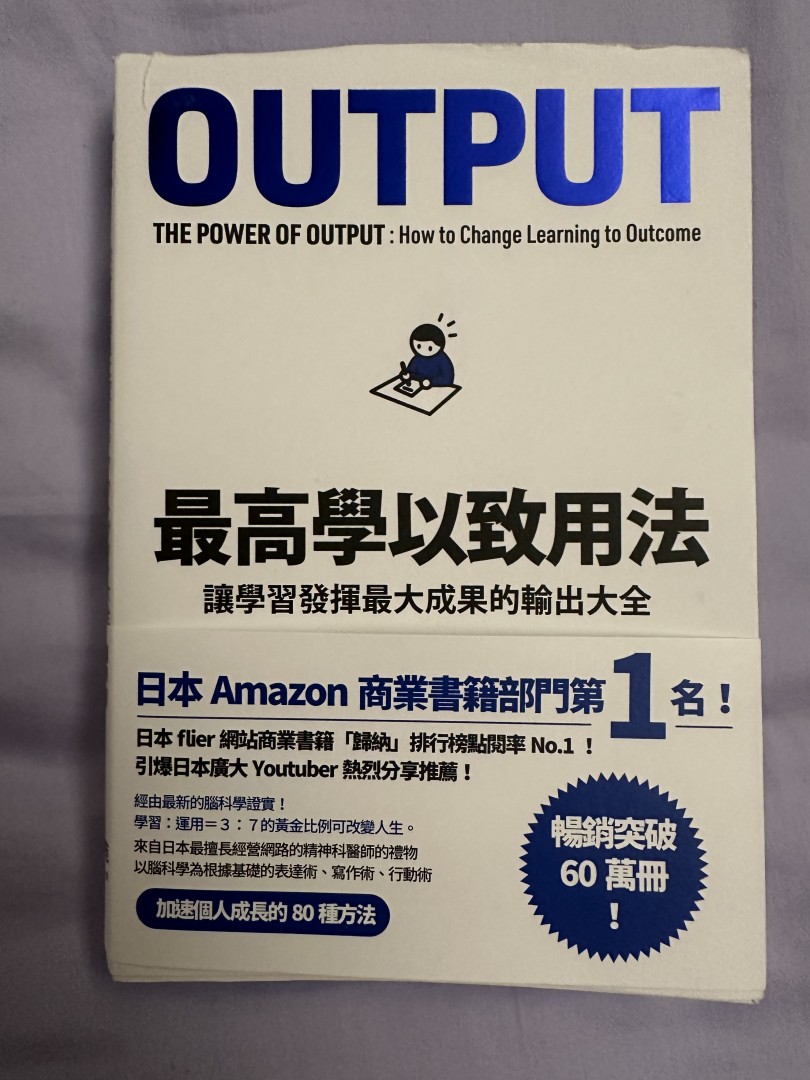 OUTPUT
THE POWER OF OUTPUT : How to Change Learning to Outcome
最高學以致用法
讓學習發揮最大成果的輸出大全
日本 Amazon 商業書籍部門第1名！
日本 flier 網站商業書籍「歸納」排行榜點閱率 No.1 ！
引爆日本廣大 Youtuber 熱烈分享推薦！
經由最新的腦科學證實！
學習：運用＝3：7的黃金比例可改變人生。
來自日本最擅長經營網路的精神科醫師的禮物
以腦科學為根據基礎的表達術、寫作術、行動術
加速個人成長的 80 種方法
暢銷突破
60 萬冊
！